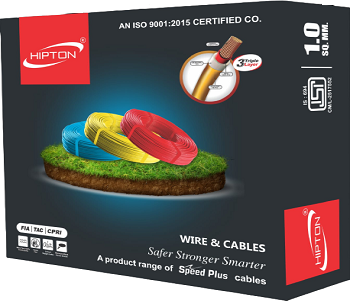 AN ISO 9001:2015 CERTIFIED CO.
HIPTON
3 Triple Layer
1.0
SQ. MM.
IS : 694
WIRE & CABLES
Safer Stronger Smarter
A product range of Speed Plus cables
FIA | TAC | CPRI
HIPTON